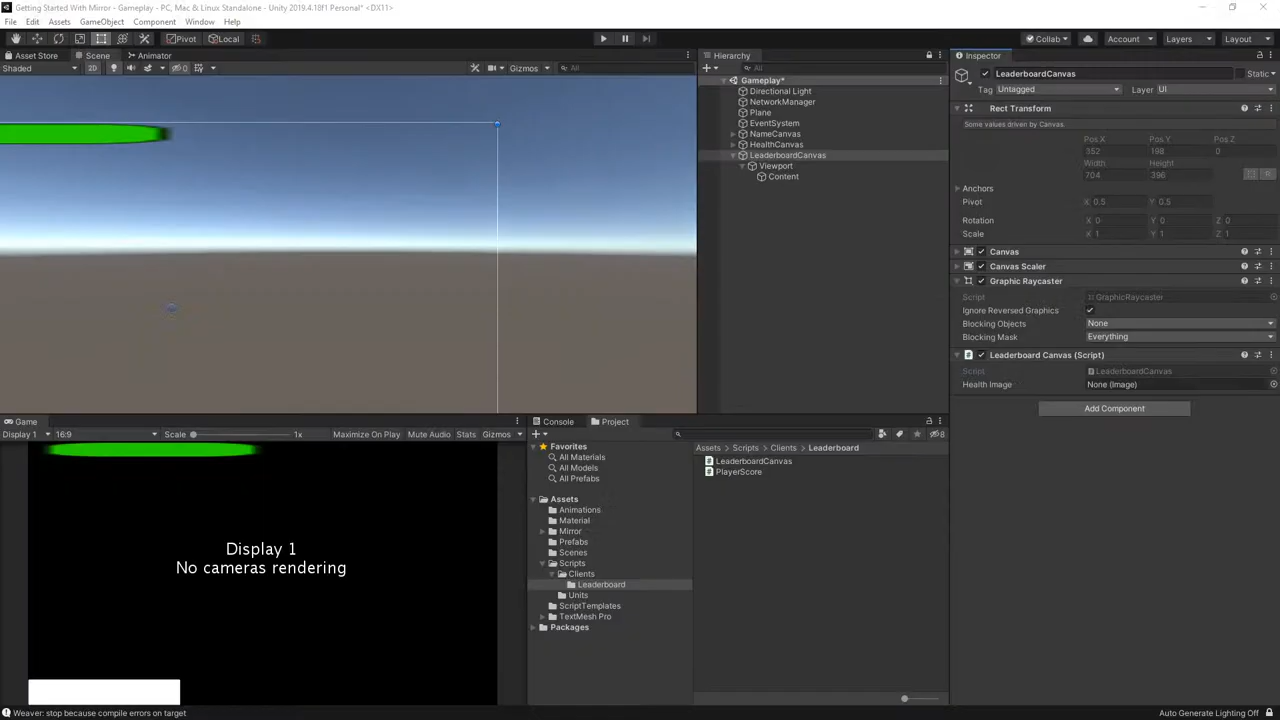 Getting Started With Mirror - Gameplay - PC, Mac & Linux Standalone - Unity 2019.4.18f1 Personal* <DX11>
File Edit Assets GameObject Component Window Help
Pivot Local Collab Account Layers Layout
Asset Store Scene Animator
Shaded 2D 0 Gizmos All
Hierarchy
All
Gameplay*
Directional Light
NetworkManager
Plane
EventSystem
NameCanvas
HealthCanvas
LeaderboardCanvas
Viewport
Content
Inspector
LeaderboardCanvas Static
Tag Untagged Layer UI
Rect Transform
Some values driven by Canvas.
Pos X Pos Y Pos Z
352 198 0
Width Height
704 396 R
Anchors
Pivot X 0.5 Y 0.5
Rotation X 0 Y 0 Z 0
Scale X 1 Y 1 Z 1
Canvas
Canvas Scaler
Graphic Raycaster
Script GraphicRaycaster
Ignore Reversed Graphics
Blocking Objects None
Blocking Mask Everything
Leaderboard Canvas (Script)
Script LeaderboardCanvas
Health Image None (Image)
Add Component
Game
Display 1 16:9 Scale 1x Maximize On Play Mute Audio Stats Gizmos
Display 1
No cameras rendering
Console Project
8
Favorites
All Materials
All Models
All Prefabs
Assets
Animations
Material
Mirror
Prefabs
Scenes
Scripts
Clients
Leaderboard
Units
ScriptTemplates
TextMesh Pro
Packages
Assets Scripts Clients Leaderboard
LeaderboardCanvas
PlayerScore
Weaver: stop because compile errors on target
Auto Generate Lighting Off